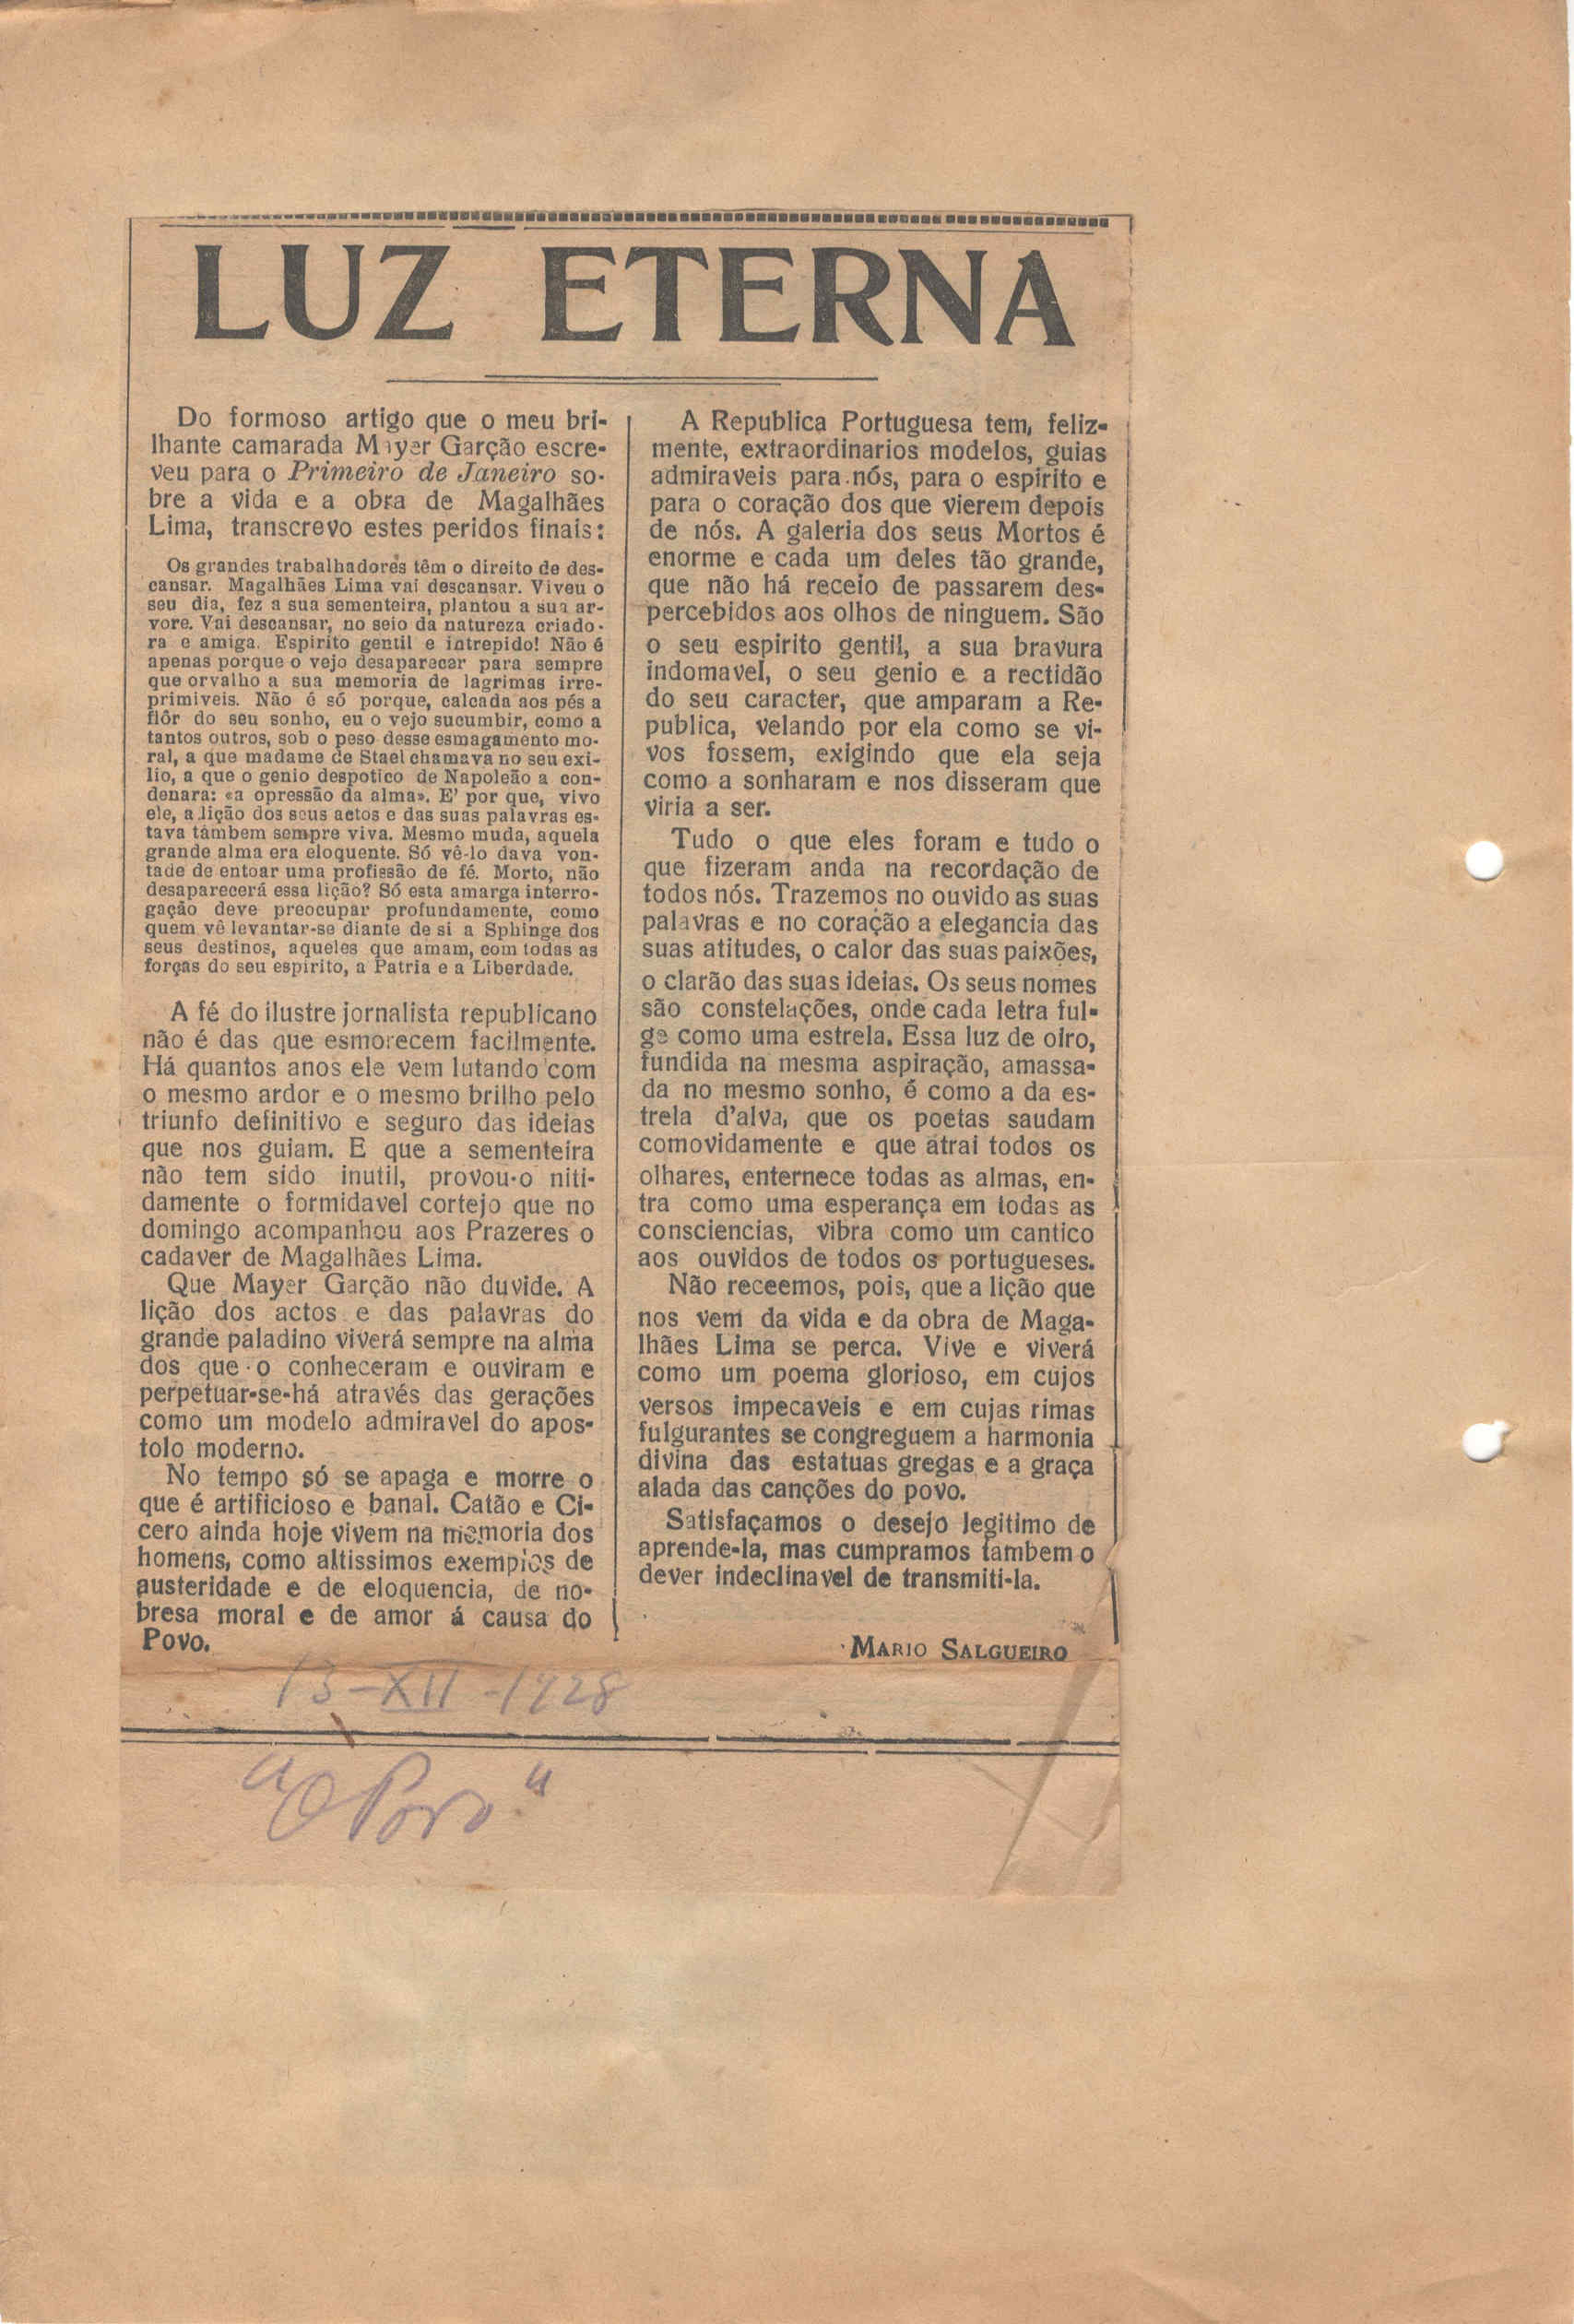 LUZ ETERNA
Do formoso artigo que o meu bri-
lhante camarada Mayer Garção escre-
veu para o Primeiro de Janeiro so-
bre a vida e a obra de Magalhães
Lima, transcrevo estes peridos finais:
Os grandes trabalhadores têm o direito de des-
cansar. Magalhães Lima vai descansar. Viveu o
seu dia, fez a sua sementeira, plantou a sua ar-
vore. Vai descansar, no seio da natureza criado-
ra e amiga. Espirito gentil e intrepido! Não é
apenas porque o vejo desaparecer para sempre
que orvalho a sua memoria de lagrimas irre-
primiveis. Não é só porque, calcada aos pés a
flôr do seu sonho, eu o vejo sucumbir, como a
tantos outros, sob o peso desse esmagamento mo-
ral, a que madame de Stael chamava no seu exi-
lio, a que o genio despotico de Napoleão a con-
denara: «a opressão da alma». E' por que, vivo
ele, a lição dos seus actos e das suas palavras es-
tava tambem sempre viva. Mesmo muda, aquela
grande alma era eloquente. Só vê-lo dava von-
tade de entoar uma profissão de fé. Morto, não
desaparecerá essa lição? Só esta amarga interro-
gação deve preocupar profundamente, como
quem vê levantar-se diante de si a Sphinge dos
seus destinos, aqueles que amam, com todas as
forças do seu espirito, a Patria e a Liberdade.
A fé do ilustre jornalista republicano
não é das que esmorecem facilmente.
Há quantos anos ele vem lutando com
o mesmo ardor e o mesmo brilho pelo
triunfo definitivo e seguro das ideias
que nos guiam. E que a sementeira
não tem sido inutil, provou-o niti-
damente o formidavel cortejo que no
domingo acompanhou aos Prazeres o
cadaver de Magalhães Lima.
Que Mayer Garção não duvide. A
lição dos actos e das palavras do
grande paladino viverá sempre na alma
dos que o conheceram e ouviram e
perpetuar-se-há através das gerações
como um modelo admiravel do apos-
tolo moderno.
No tempo só se apaga e morre o
que é artificioso e banal. Catão e Ci-
cero ainda hoje vivem na memoria dos
homens, como altissimos exemplos de
austeridade e de eloquencia, de no-
bresa moral e de amor á causa do
Povo.
A Republica Portuguesa tem, feliz-
mente, extraordinarios modelos, guias
admiraveis para nós, para o espirito e
para o coração dos que vierem depois
de nós. A galeria dos seus Mortos é
enorme e cada um deles tão grande,
que não há receio de passarem des-
percebidos aos olhos de ninguem. São
o seu espirito gentil, a sua bravura
indomavel, o seu genio e a rectidão
do seu caracter, que amparam a Re-
publica, velando por ela como se vi-
vos fossem, exigindo que ela seja
como a sonharam e nos disseram que
viria a ser.
Tudo o que eles foram e tudo o
que fizeram anda na recordação de
todos nós. Trazemos no ouvido as suas
palavras e no coração a elegancia das
suas atitudes, o calor das suas paixões,
o clarão das suas ideias. Os seus nomes
são constelações, onde cada letra ful-
ge como uma estrela. Essa luz de oiro,
fundida na mesma aspiração, amassa-
da no mesmo sonho, é como a da es-
trela d'alva, que os poetas saudam
comovidamente e que atrai todos os
olhares, enternece todas as almas, en-
tra como uma esperança em todas as
consciencias, vibra como um cantico
aos ouvidos de todos os portugueses.
Não receemos, pois, que a lição que
nos vem da vida e da obra de Maga-
lhães Lima se perca. Vive e viverá
como um poema glorioso, em cujos
versos impecaveis e em cujas rimas
fulgurantes se congreguem a harmonia
divina das estatuas gregas e a graça
alada das canções do povo.
Satisfaçamos o desejo legitimo de
aprende-la, mas cumpramos tambem o
dever indeclinavel de transmiti-la.
MARIO SALGUEIRO
13-XII-1928
"O Povo"